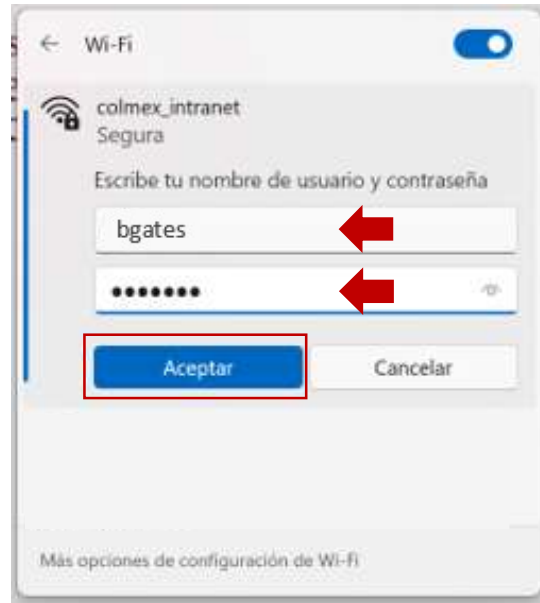 Wi-Fi
colmex_intranet
Segura
Escribe tu nombre de usuario y contraseña
bgates
•••••••
Aceptar Cancelar
Más opciones de configuración de Wi-Fi